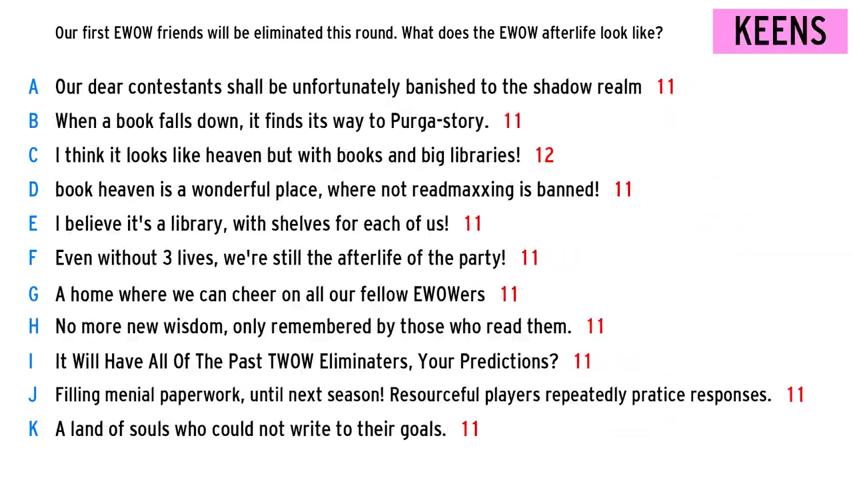 Our first EWOW friends will be eliminated this round. What does the EWOW afterlife look like?
KEENS
A Our dear contestants shall be unfortunately banished to the shadow realm 11
B When a book falls down, it finds its way to Purga-story. 11
C I think it looks like heaven but with books and big libraries! 12
D book heaven is a wonderful place, where not readmaxxing is banned! 11
E I believe it's a library, with shelves for each of us! 11
F Even without 3 lives, we're still the afterlife of the party! 11
G A home where we can cheer on all our fellow EWOWers 11
H No more new wisdom, only remembered by those who read them. 11
I It Will Have All Of The Past TWOW Eliminaters, Your Predictions? 11
J Filling menial paperwork, until next season! Resourceful players repeatedly pratice responses. 11
K A land of souls who could not write to their goals. 11